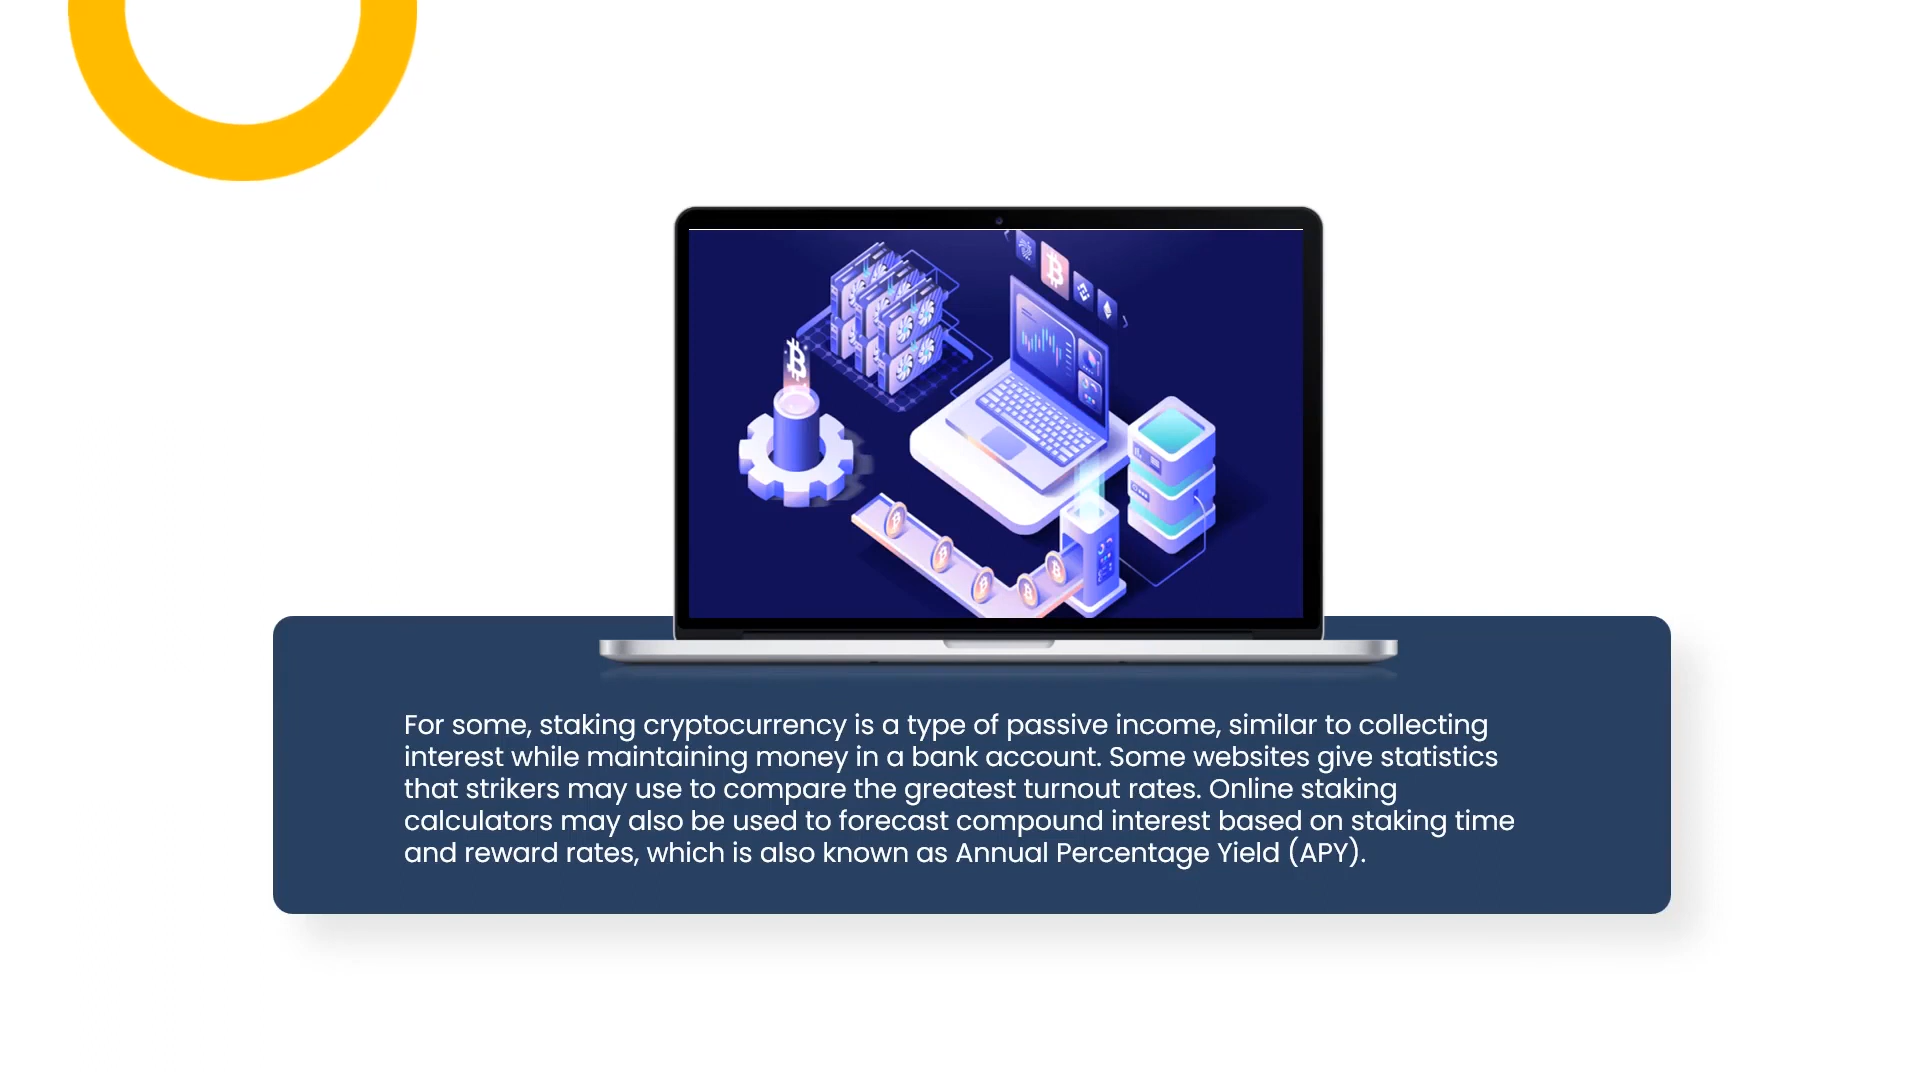 For some, staking cryptocurrency is a type of passive income, similar to collecting
interest while maintaining money in a bank account. Some websites give statistics
that strikers may use to compare the greatest turnout rates. Online staking
calculators may also be used to forecast compound interest based on staking time
and reward rates, which is also known as Annual Percentage Yield (APY).